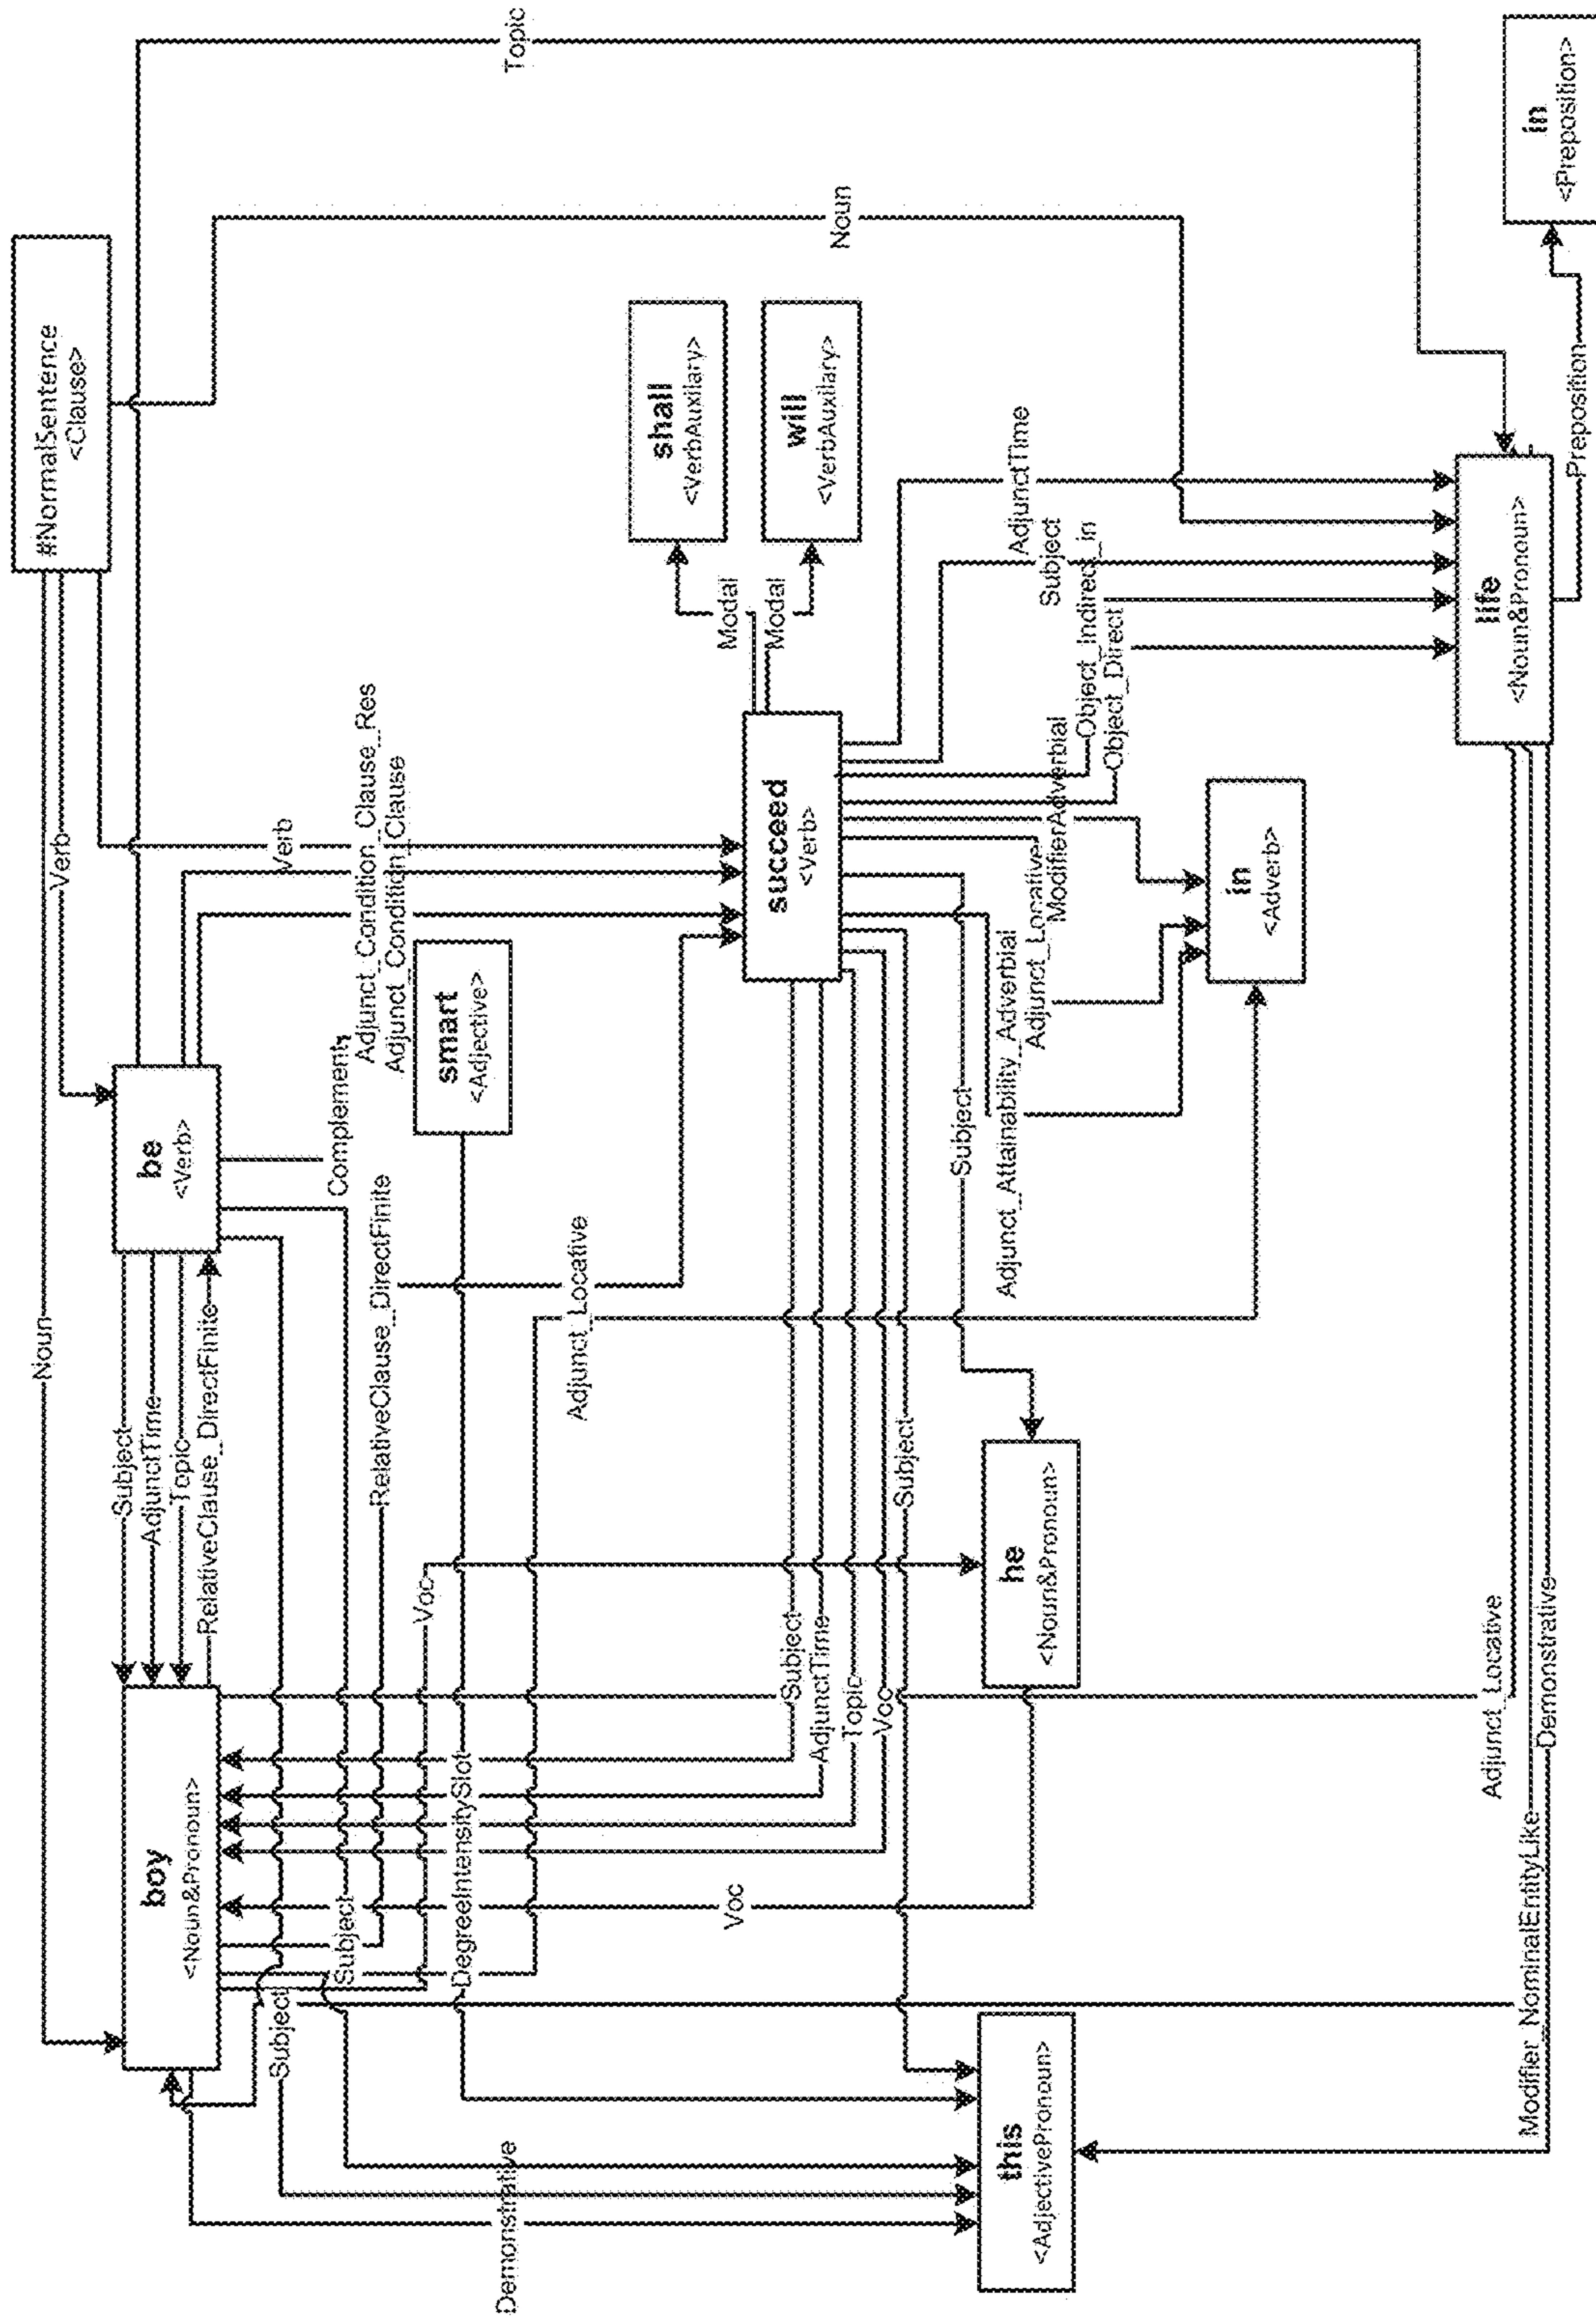 #NormalSentence
<Clause>
Noun
Verb
Topic
boy
<Noun&Pronoun>
be
<Verb>
Subject
AdjunctTime
Topic
RelativeClause_DirectFinite
Verb
Noun
Complement
Adjunct_Condition_Clause_Res
Adjunct_Condition_Clause
smart
<Adjective>
Subject
Subject
RelativeClause_DirectFinite
Voc
DegreeIntensitySlot
Adjunct_Locative
Demonstrative
shall
<VerbAuxilary>
will
<VerbAuxilary>
Modal
Modal
succeed
<Verb>
Voc
Subject
AdjunctTime
Topic
Voc
Subject
Subject
Adjunct_Attainability_Adverbial
Adjunct_Locative
ModifierAdverbial
Object_Indirect_in
Object_Direct
Subject
AdjunctTime
this
<AdjectivePronoun>
he
<Noun&Pronoun>
in
<Adverb>
life
<Noun&Pronoun>
in
<Preposition>
Adjunct_Locative
Modifier_NominalEntityLike
Demonstrative
Preposition